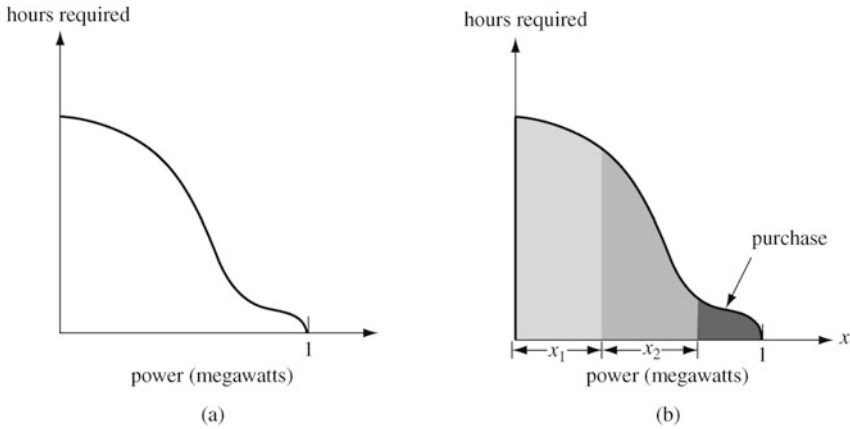 hours required
1
power (megawatts)
(a)
hours required
purchase
x₁
x₂
1
x
power (megawatts)
(b)